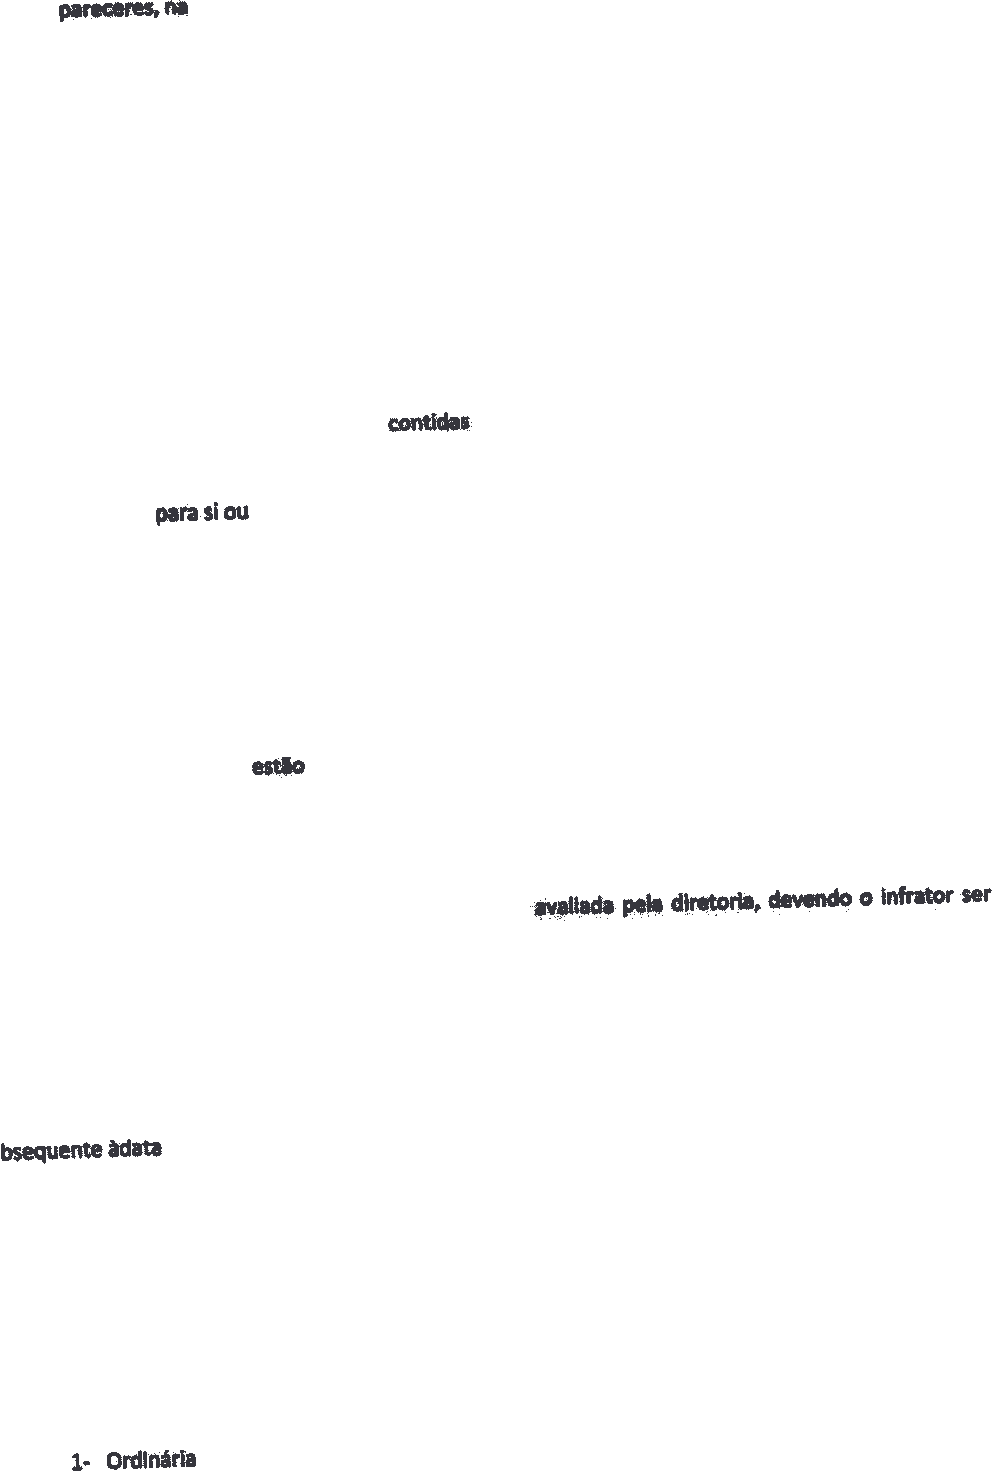 pareceres, na
contidas
para si ou
estão
avaliada pela diretoria, devendo o infrator ser
bsequente àdata
1- Ordinária